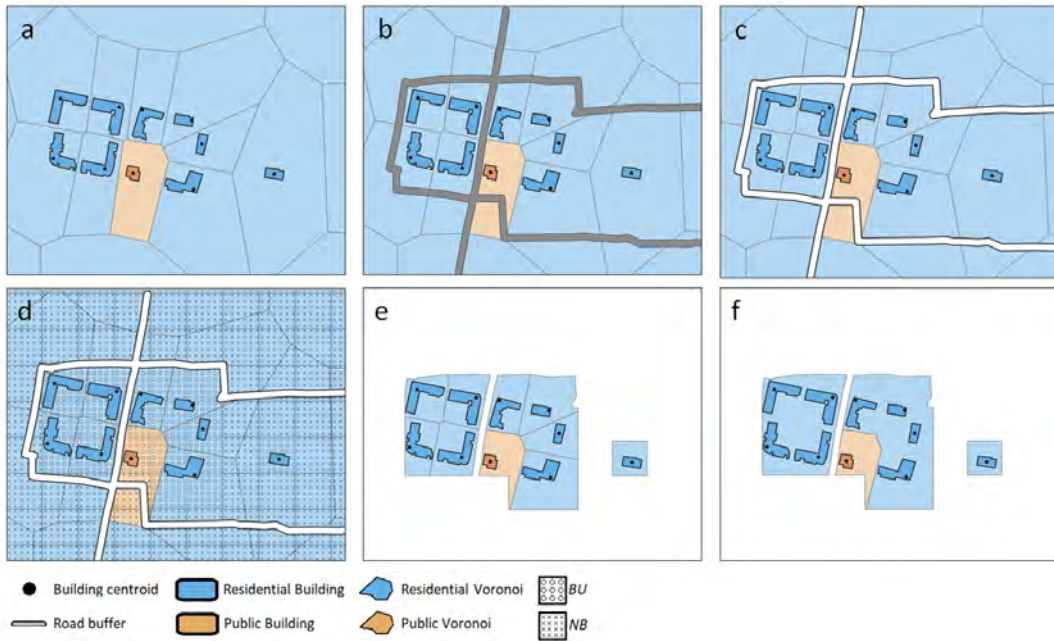 a
b
c
d
e
f
Building centroid
Residential Building
Residential Voronoi
BU
Road buffer
Public Building
Public Voronoi
NB